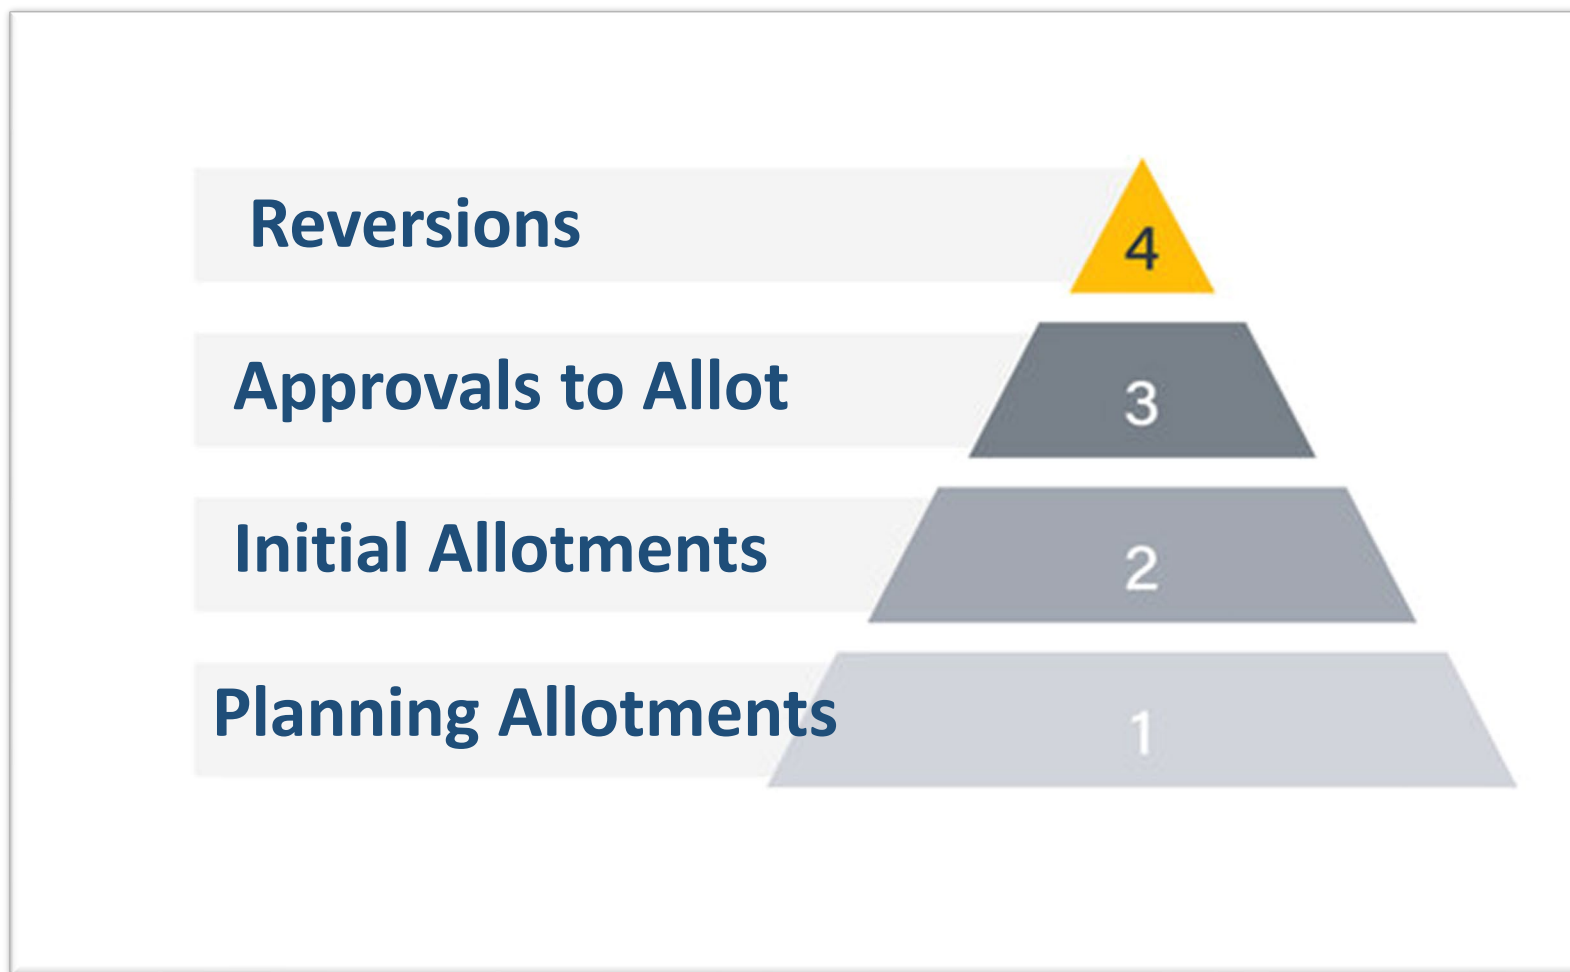 Reversions 4
Approvals to Allot 3
Initial Allotments 2
Planning Allotments 1